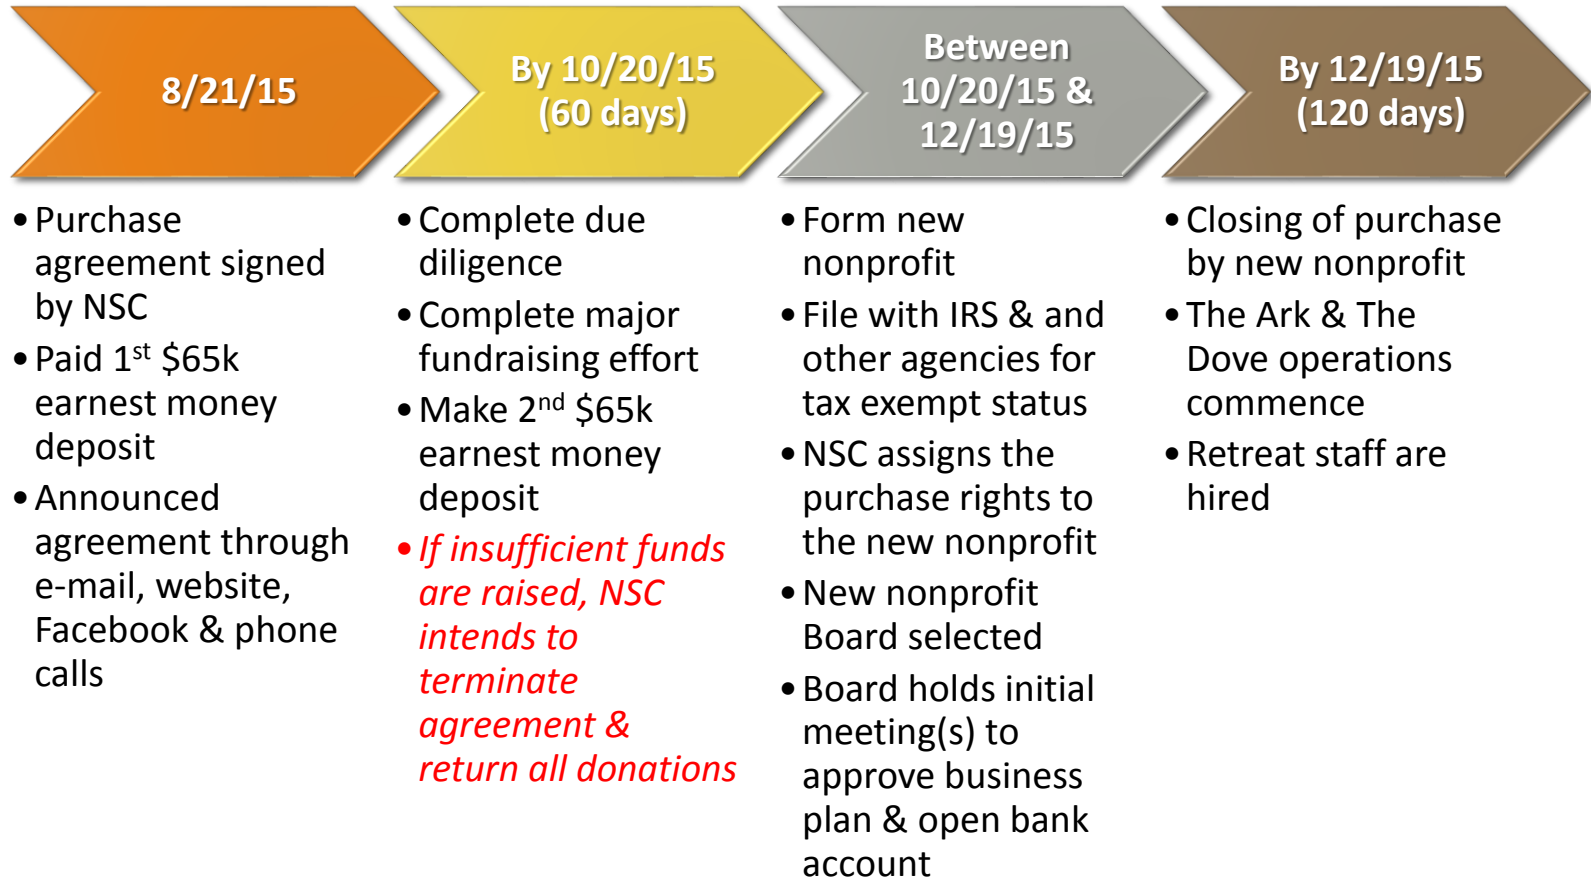 8/21/15
• Purchase
agreement signed
by NSC
• Paid 1st $65k
earnest money
deposit
• Announced
agreement through
e-mail, website,
Facebook & phone
calls
By 10/20/15
(60 days)
• Complete due
diligence
• Complete major
fundraising effort
• Make 2nd $65k
earnest money
deposit
• If insufficient funds
are raised, NSC
intends to
terminate
agreement &
return all donations
Between
10/20/15 &
12/19/15
• Form new
nonprofit
• File with IRS & and
other agencies for
tax exempt status
• NSC assigns the
purchase rights to
the new nonprofit
• New nonprofit
Board selected
• Board holds initial
meeting(s) to
approve business
plan & open bank
account
By 12/19/15
(120 days)
• Closing of purchase
by new nonprofit
• The Ark & The
Dove operations
commence
• Retreat staff are
hired